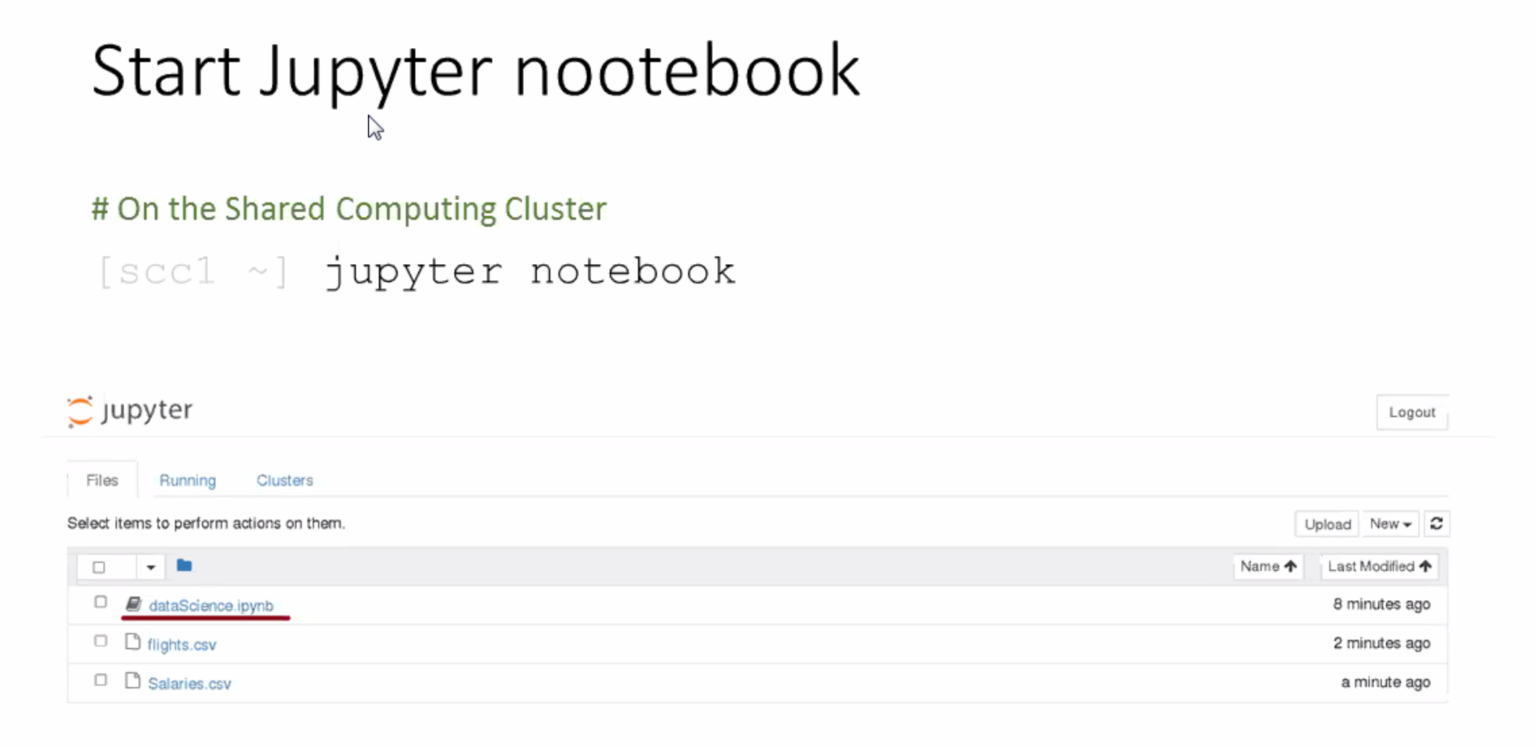 Start Jupyter nootebook
# On the Shared Computing Cluster
[scc1 ~] jupyter notebook
jupyter
Logout
Files Running Clusters
Select items to perform actions on them.
Upload New
Name Last Modified
dataScience.ipynb 8 minutes ago
flights.csv 2 minutes ago
Salaries.csv a minute ago